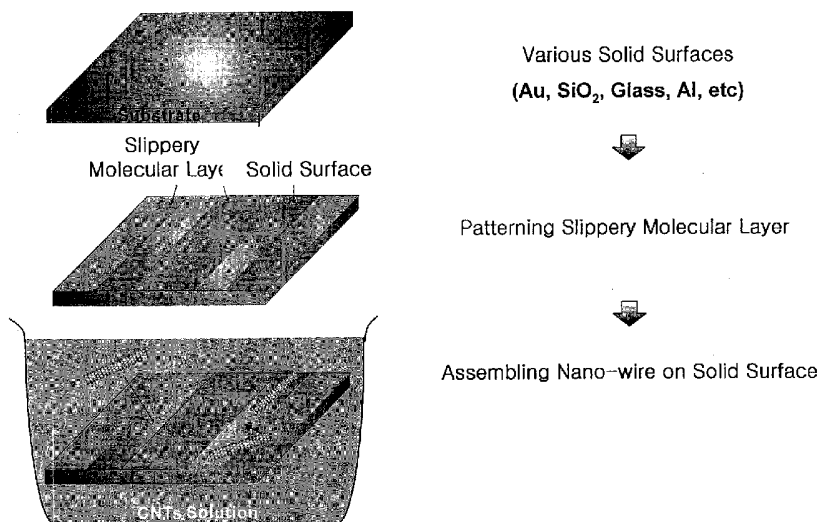 Substrate
Various Solid Surfaces
(Au, SiO₂, Glass, Al, etc)
Slippery
Molecular Laye Solid Surface
Patterning Slippery Molecular Layer
Assembling Nano-wire on Solid Surface
CNTs Solution